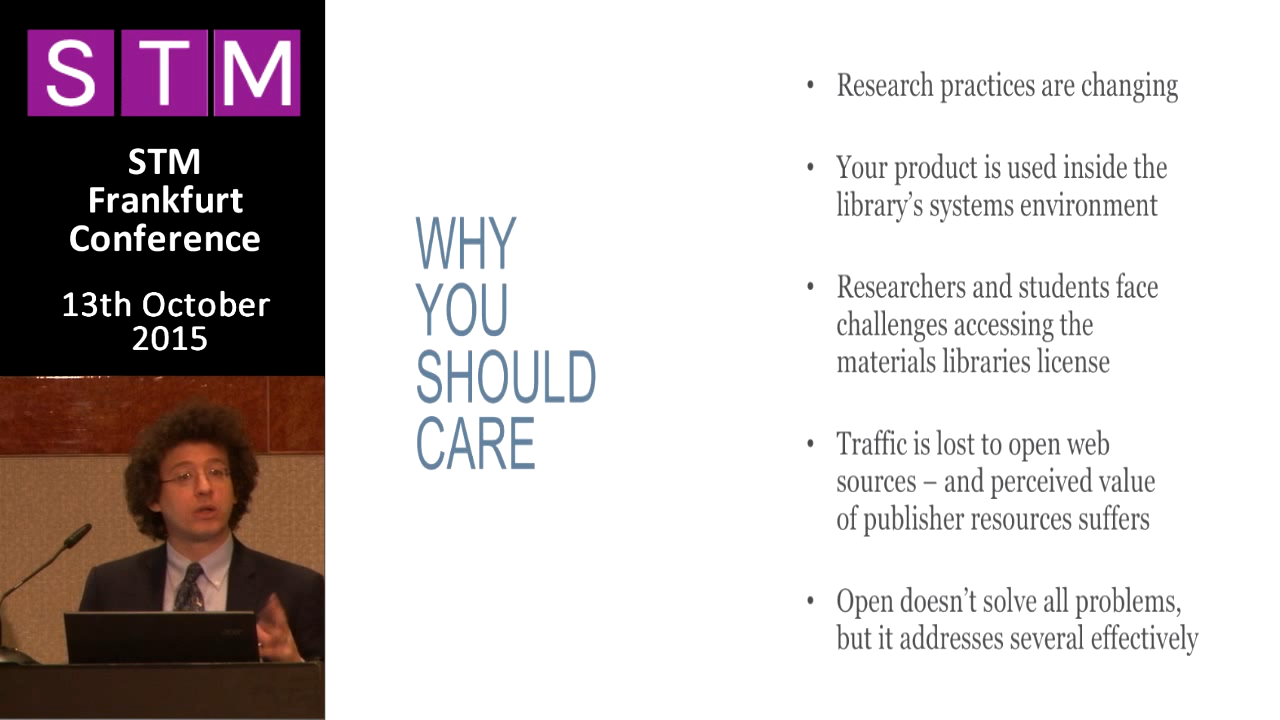 STM
STM
Frankfurt
Conference
13th October
2015
WHY
YOU
SHOULD
CARE
• Research practices are changing
• Your product is used inside the
library’s systems environment
• Researchers and students face
challenges accessing the
materials libraries license
• Traffic is lost to open web
sources – and perceived value
of publisher resources suffers
• Open doesn’t solve all problems,
but it addresses several effectively
acer